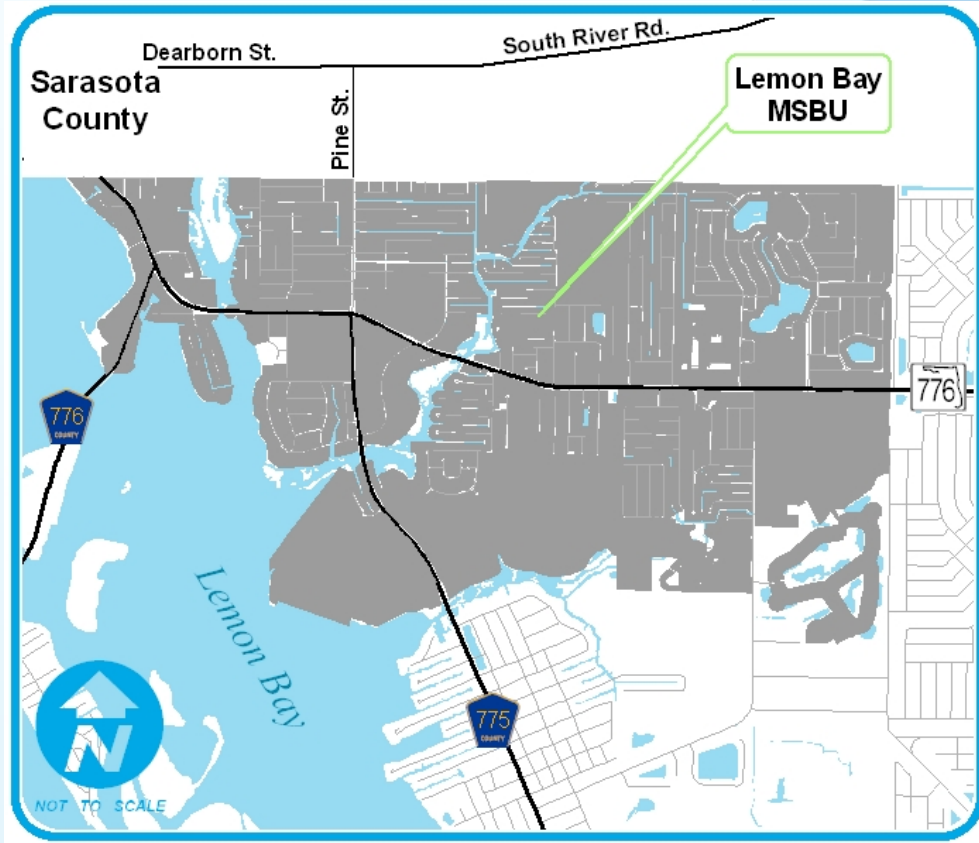 Dearborn St.
South River Rd.
Sarasota
County
Pine St.
Lemon Bay
MSBU
776
776
COUNTY
Lemon Bay
775
COUNTY
N
NOT TO SCALE